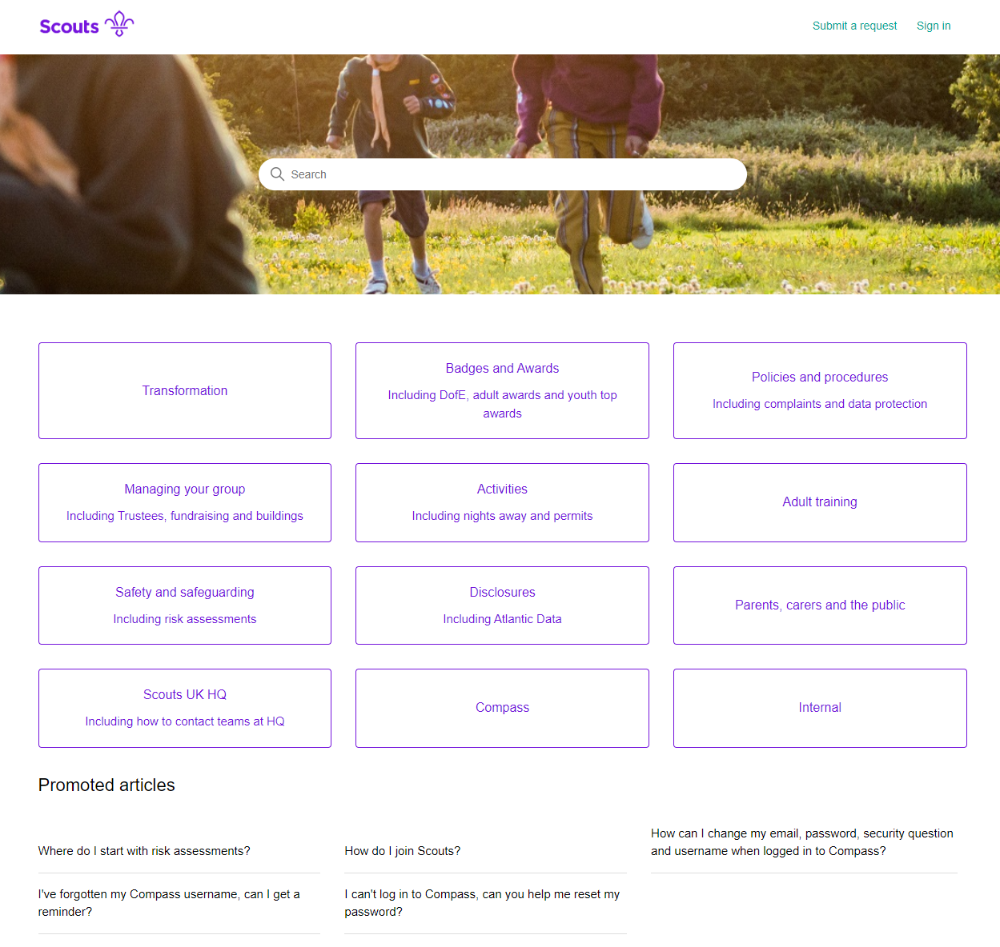 Scouts
Submit a request
Sign in
Search
Transformation
Badges and Awards
Including DofE, adult awards and youth top
awards
Policies and procedures
Including complaints and data protection
Managing your group
Including Trustees, fundraising and buildings
Activities
Including nights away and permits
Adult training
Safety and safeguarding
Including risk assessments
Disclosures
Including Atlantic Data
Parents, carers and the public
Scouts UK HQ
Including how to contact teams at HQ
Compass
Internal
Promoted articles
Where do I start with risk assessments?
How do I join Scouts?
How can I change my email, password, security question
and username when logged in to Compass?
I've forgotten my Compass username, can I get a
reminder?
I can't log in to Compass, can you help me reset my
password?